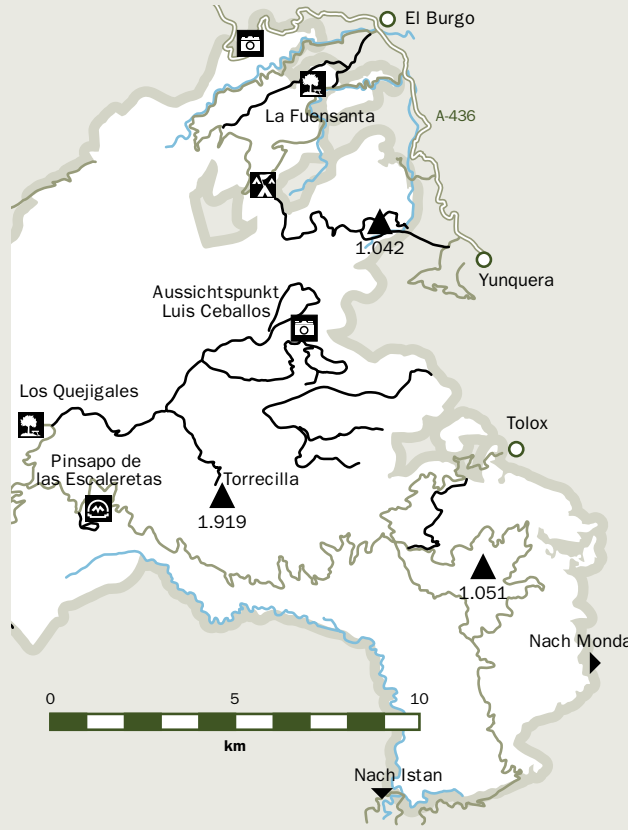 El Burgo
La Fuensanta
A-436
1.042
Yunquera
Aussichtspunkt
Luis Ceballos
Los Quejigales
Tolox
Pinsapo de
las Escaleretas
Torrecilla
1.919
1.051
Nach Monda
0 5 10
km
Nach Istan